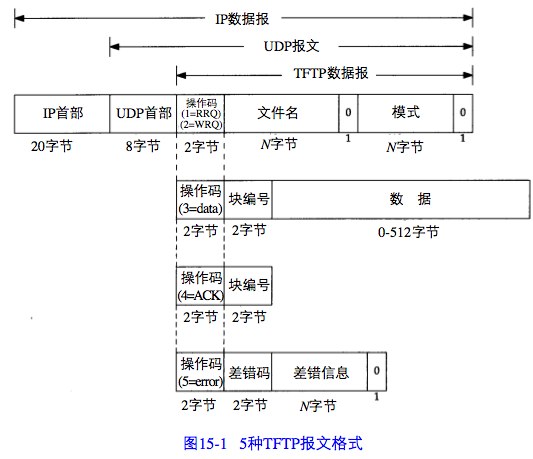 IP数据报
UDP报文
TFTP数据报
IP首部 UDP首部 操作码 (1=RRQ) (2=WRQ) 文件名 0 模式 0
20字节 8字节 2字节 N字节 1 N字节 1
操作码 (3=data) 块编号 数 据
2字节 2字节 0-512字节
操作码 (4=ACK) 块编号
2字节 2字节
操作码 (5=error) 差错码 差错信息 0
2字节 2字节 N字节 1
图15-1 5种TFTP报文格式